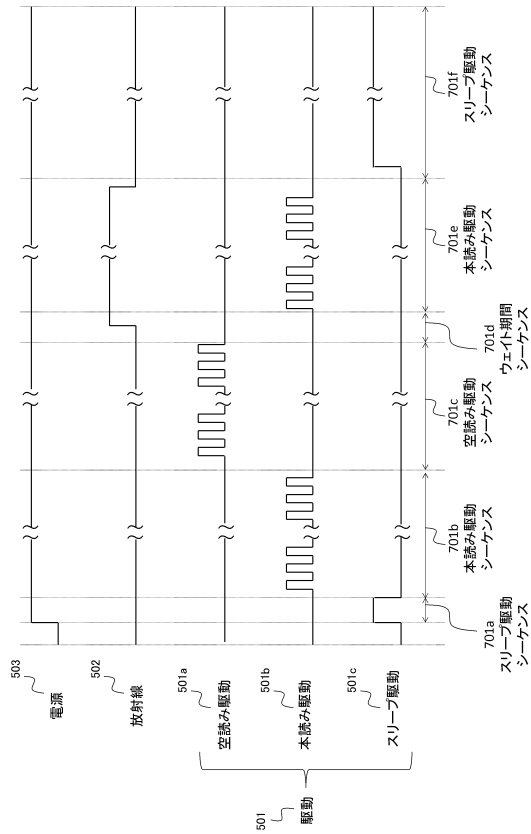 503
電源
502
放射線
501a
空読み駆動
501b
本読み駆動
501c
スリープ駆動
501
駆動
701a
スリープ駆動
シーケンス
701b
本読み駆動
シーケンス
701c
空読み駆動
シーケンス
701d
ウェイト期間
シーケンス
701e
本読み駆動
シーケンス
701f
スリープ駆動
シーケンス